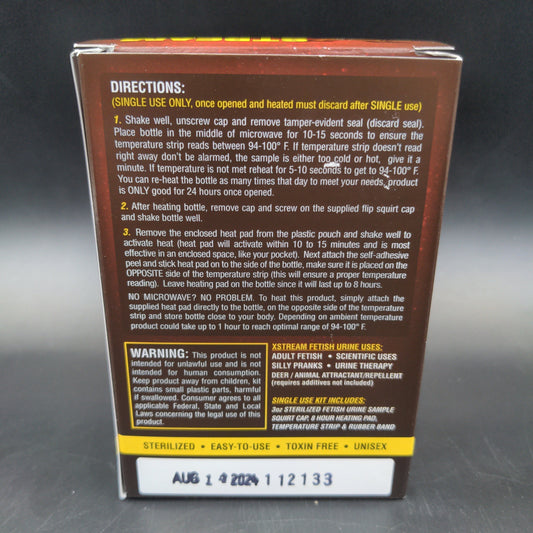 DIRECTIONS:
(SINGLE USE ONLY, once opened and heated must discard after SINGLE use)
1. Shake well, unscrew cap and remove tamper-evident seal (discard seal).
Place bottle in the middle of microwave for 10-15 seconds to ensure the
temperature strip reads between 94-100° F. If temperature strip doesn't read
right away don't be alarmed, the sample is either too cold or hot, give it a
minute. If temperature is not met reheat for 5-10 seconds to get to 94-100° F.
You can re-heat the bottle as many times that day to meet your needs, product
is ONLY good for 24 hours once opened.
2. After heating bottle, remove cap and screw on the supplied flip squirt cap
and shake bottle well.
3. Remove the enclosed heat pad from the plastic pouch and shake well to
activate heat (heat pad will activate within 10 to 15 minutes and is most
effective in an enclosed space, like your pocket). Next attach the self-adhesive
peel and stick heat pad on to the side of the bottle, make sure it is placed on the
OPPOSITE side of the temperature strip (this will ensure a proper temperature
reading). Leave heating pad on the bottle since it will last up to 8 hours.
NO MICROWAVE? NO PROBLEM. To heat this product, simply attach the
supplied heat pad directly to the bottle, on the opposite side of the temperature
strip and store bottle close to your body. Depending on ambient temperature
product could take up to 1 hour to reach optimal range of 94-100° F.
WARNING: This product is not
intended for unlawful use and is not
intended for human consumption.
Keep product away from children, kit
contains small plastic parts, harmful
if swallowed. Consumer agrees to all
applicable Federal, State and Local
Laws concerning the legal use of this
product.
XSTREAM FETISH URINE USES:
ADULT FETISH • SCIENTIFIC USES
SILLY PRANKS • URINE THERAPY
DEER / ANIMAL ATTRACTANT/REPELLENT
(requires additives not included)
SINGLE USE KIT INCLUDES:
3oz STERILIZED FETISH URINE SAMPLE
SQUIRT CAP, 8 HOUR HEATING PAD,
TEMPERATURE STRIP & RUBBER BAND
STERILIZED • EASY-TO-USE • TOXIN FREE • UNISEX
AUG 14 2024 112133